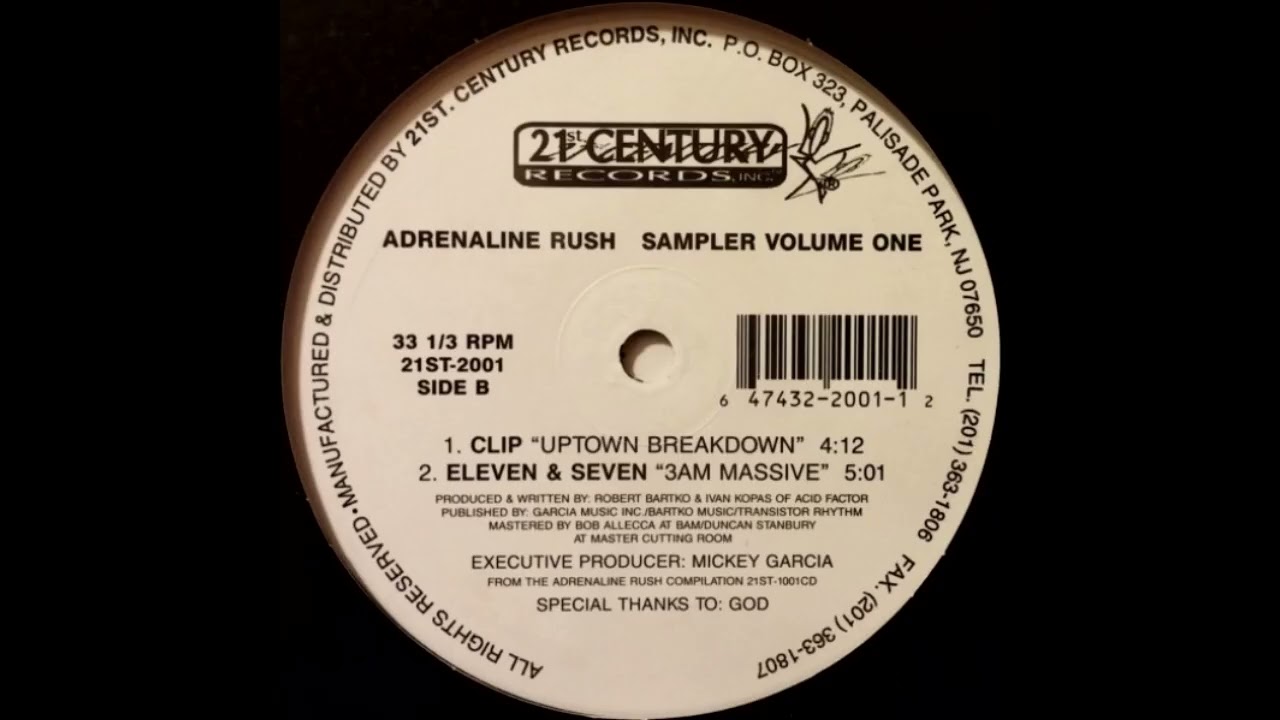 ALL RIGHTS RESERVED • MANUFACTURED & DISTRIBUTED BY 21ST. CENTURY RECORDS, INC. P.O. BOX 323, PALISADE PARK, NJ 07650 TEL. (201) 363-1806 FAX. (201) 363-1807
21st CENTURY
RECORDS, INC.
ADRENALINE RUSH SAMPLER VOLUME ONE
33 1/3 RPM
21ST-2001
SIDE B
6 47432-2001-1 2
1. CLIP “UPTOWN BREAKDOWN” 4:12
2. ELEVEN & SEVEN “3AM MASSIVE” 5:01
PRODUCED & WRITTEN BY: ROBERT BARTKO & IVAN KOPAS OF ACID FACTOR
PUBLISHED BY: GARCIA MUSIC INC./BARTKO MUSIC/TRANSISTOR RHYTHM
MASTERED BY BOB ALLECCA AT BAM/DUNCAN STANBURY
AT MASTER CUTTING ROOM
EXECUTIVE PRODUCER: MICKEY GARCIA
FROM THE ADRENALINE RUSH COMPILATION 21ST-1001CD
SPECIAL THANKS TO: GOD